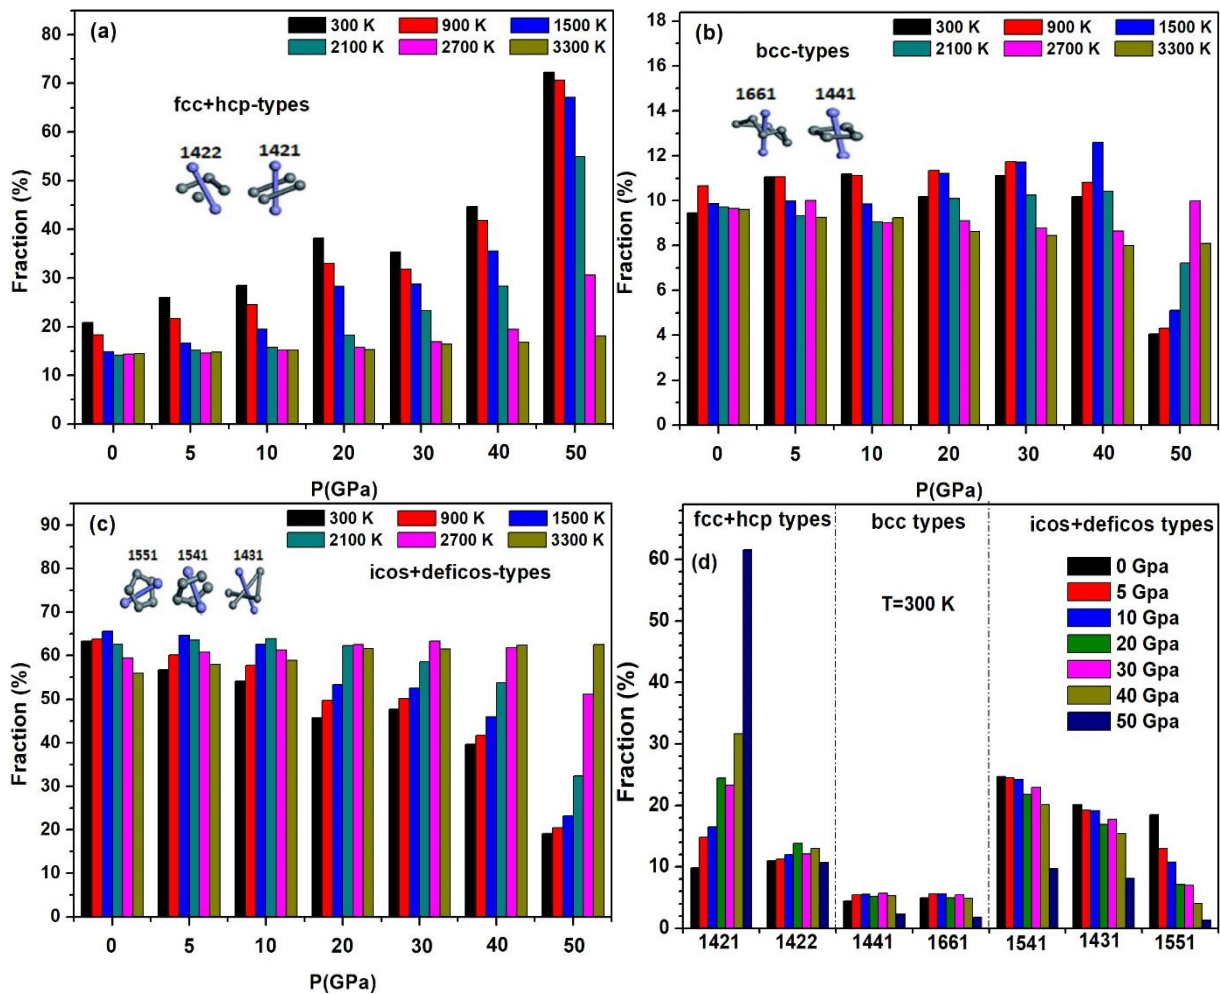 (a)
300 K 900 K 1500 K
2100 K 2700 K 3300 K
fcc+hcp-types
1422 1421
Fraction (%)
80
70
60
50
40
30
20
10
0
0 5 10 20 30 40 50
P(GPa)
(b)
300 K 900 K 1500 K
2100 K 2700 K 3300 K
bcc-types
1661 1441
Fraction (%)
18
16
14
12
10
8
6
4
2
0
0 5 10 20 30 40 50
P(GPa)
(c)
300 K 900 K 1500 K
2100 K 2700 K 3300 K
1551 1541 1431
icos+deficos-types
Fraction (%)
90
80
70
60
50
40
30
20
10
0
0 5 10 20 30 40 50
P(GPa)
fcc+hcp types bcc types icos+deficos types
(d)
T=300 K
0 Gpa
5 Gpa
10 Gpa
20 Gpa
30 Gpa
40 Gpa
50 Gpa
Fraction (%)
60
50
40
30
20
10
0
1421 1422 1441 1661 1541 1431 1551